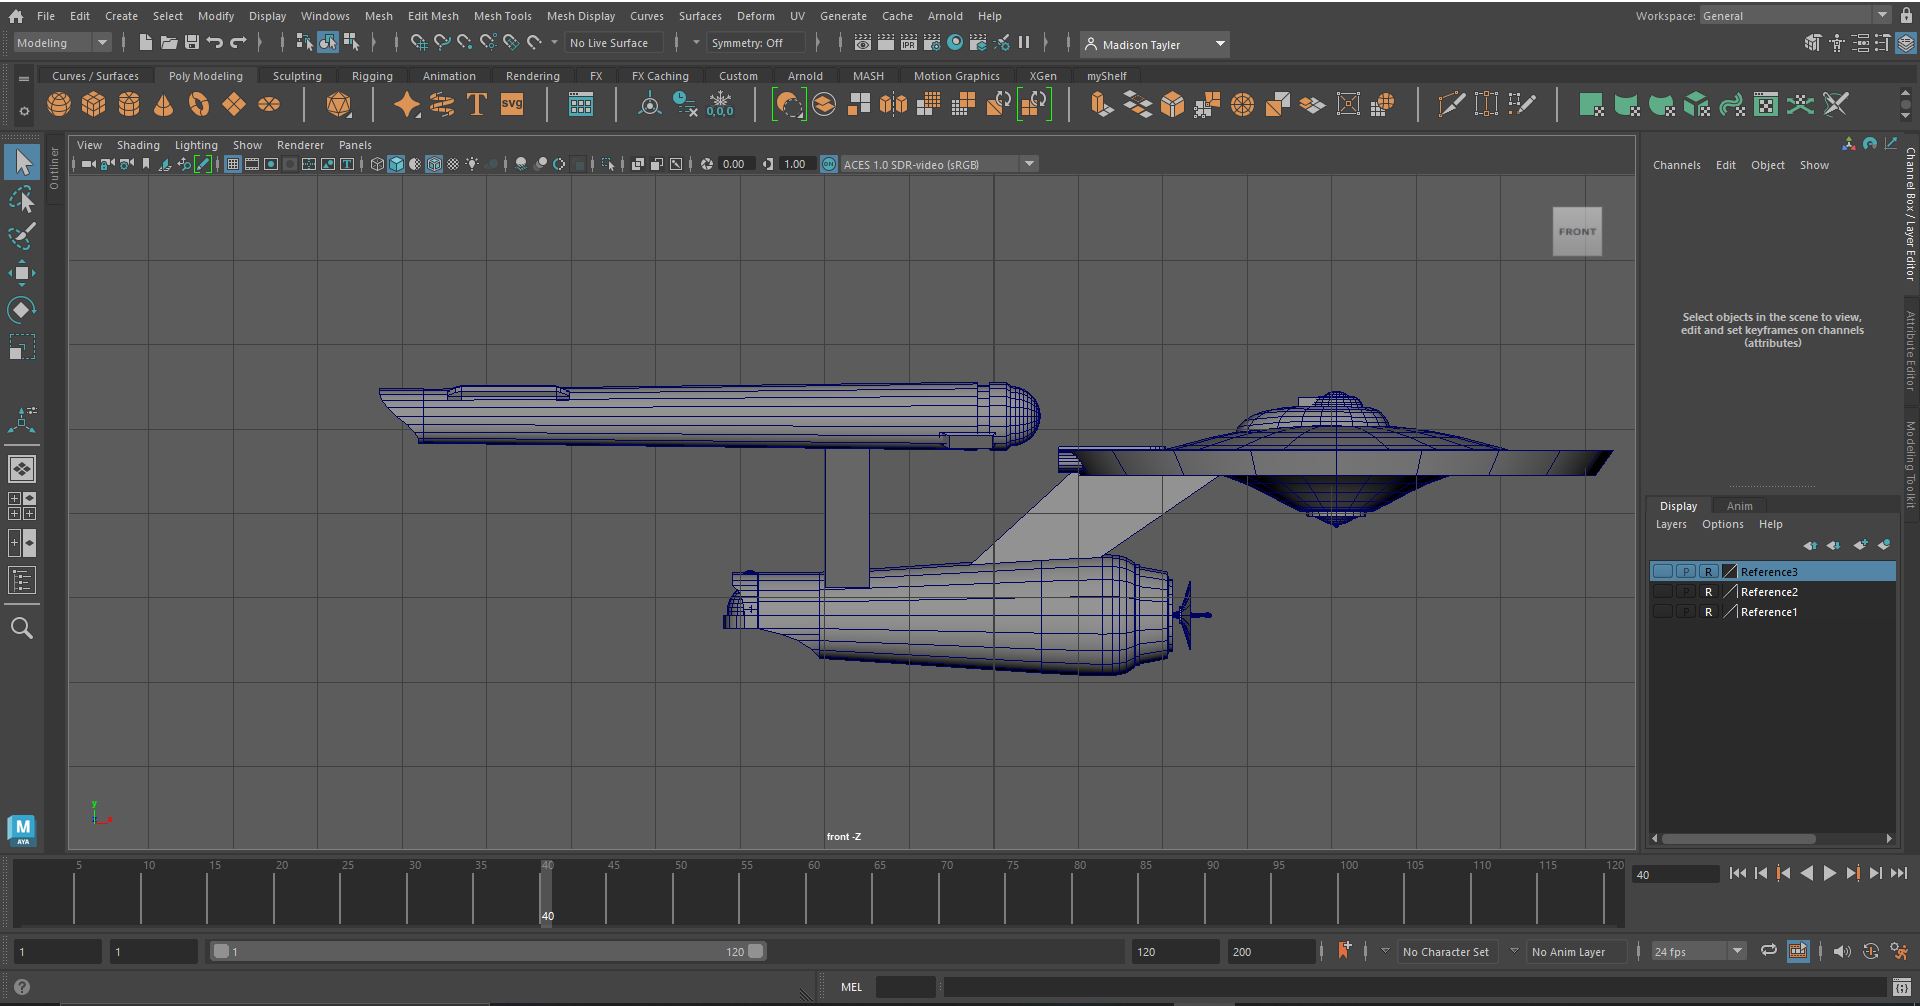 File Edit Create Select Modify Display Windows Mesh Edit Mesh Mesh Tools Mesh Display Curves Surfaces Deform UV Generate Cache Arnold Help Workspace: General
Modeling No Live Surface Symmetry: Off IPR Madison Tayler
Curves / Surfaces Poly Modeling Sculpting Rigging Animation Rendering FX FX Caching Custom Arnold MASH Motion Graphics XGen myShelf
T SVG 0,0,0
View Shading Lighting Show Renderer Panels
0.00 1.00 ON ACES 1.0 SDR-video (sRGB)
Outliner
FRONT
Channels Edit Object Show
Channel Box / Layer Editor
Attribute Editor
Modeling Toolkit
Select objects in the scene to view,
edit and set keyframes on channels
(attributes)
Display Anim
Layers Options Help
P R Reference3
P R Reference2
P R Reference1
y
x
front -Z
M
AYA
5 10 15 20 25 30 35 40 45 50 55 60 65 70 75 80 85 90 95 100 105 110 115 120
40
40
1 1 1 120 120 200 No Character Set No Anim Layer 24 fps
MEL